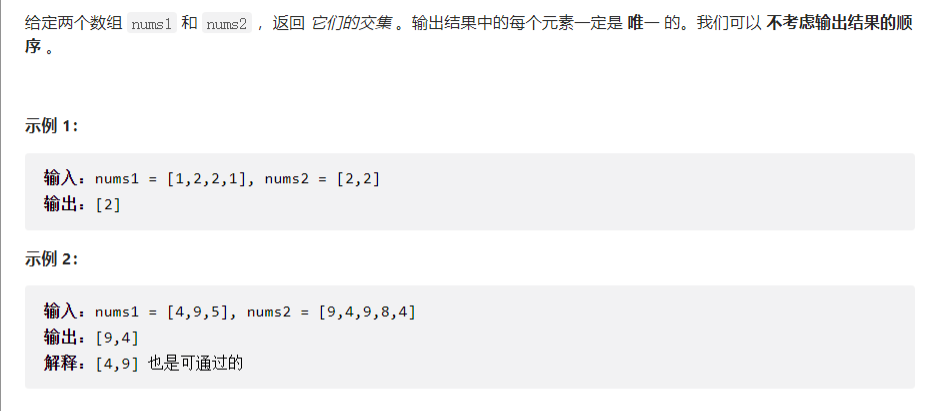 给定两个数组 nums1 和 nums2 ，返回 它们的交集 。输出结果中的每个元素一定是 唯一 的。我们可以 不考虑输出结果的顺
序 。
示例 1：
输入：nums1 = [1,2,2,1], nums2 = [2,2]
输出：[2]
示例 2：
输入：nums1 = [4,9,5], nums2 = [9,4,9,8,4]
输出：[9,4]
解释：[4,9] 也是可通过的